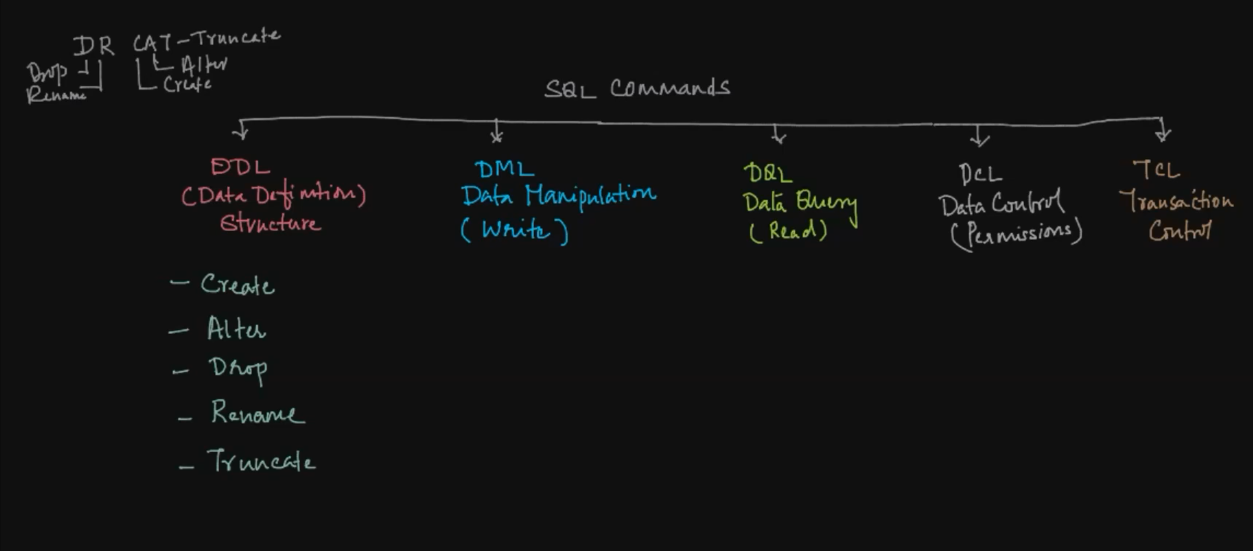 DR CAT-Truncate
Drop
Alter
Rename
Create
SQL Commands
DDL
(Data Defination)
Structure
DML
Data Manipulation
(Write)
DQL
Data Query
(Read)
DCL
Data Control
(Permissions)
TCL
Transaction
Control
- Create
- Alter
- Drop
- Rename
- Truncate